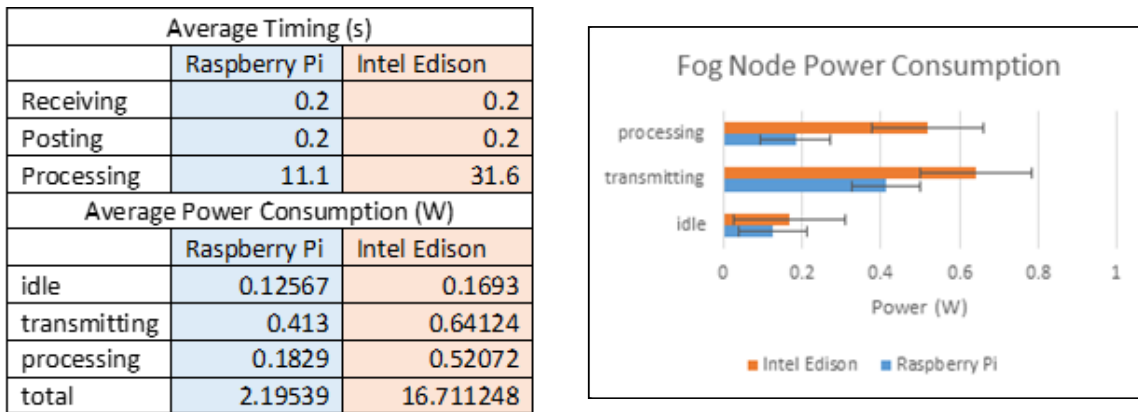 Average Timing (s)
Raspberry Pi Intel Edison
Receiving 0.2 0.2
Posting 0.2 0.2
Processing 11.1 31.6
Average Power Consumption (W)
Raspberry Pi Intel Edison
idle 0.12567 0.1693
transmitting 0.413 0.64124
processing 0.1829 0.52072
total 2.19539 16.711248
Fog Node Power Consumption
processing
transmitting
idle
0 0.2 0.4 0.6 0.8 1
Power (W)
Intel Edison Raspberry Pi